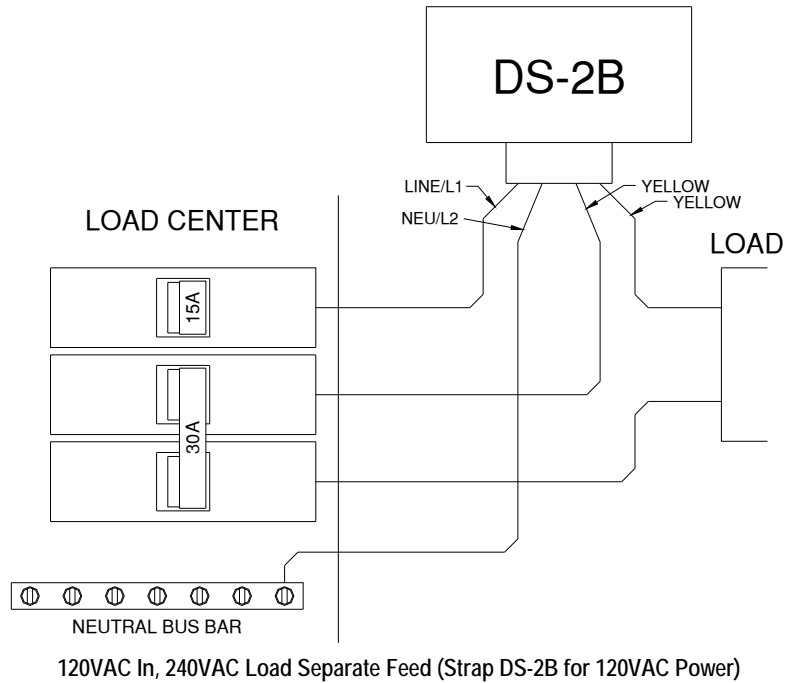 DS-2B
LINE/L1
YELLOW
YELLOW
NEU/L2
LOAD CENTER
LOAD
15A
30A
NEUTRAL BUS BAR
120VAC In, 240VAC Load Separate Feed (Strap DS-2B for 120VAC Power)